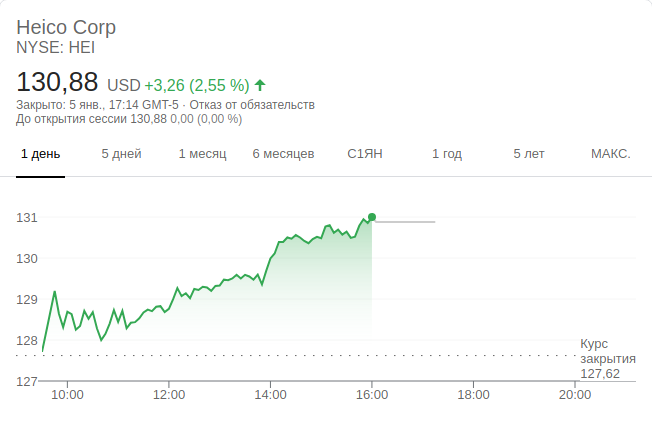 Heico Corp
NYSE: HEI
130,88 USD +3,26 (2,55 %)
Закрыто: 5 янв., 17:14 GMT-5 · Отказ от обязательств
До открытия сессии 130,88 0,00 (0,00 %)
1 день 5 дней 1 месяц 6 месяцев С1ЯН 1 год 5 лет МАКС.
131
130
129
128
Курс
закрытия
127,62
127
10:00 12:00 14:00 16:00 18:00 20:00